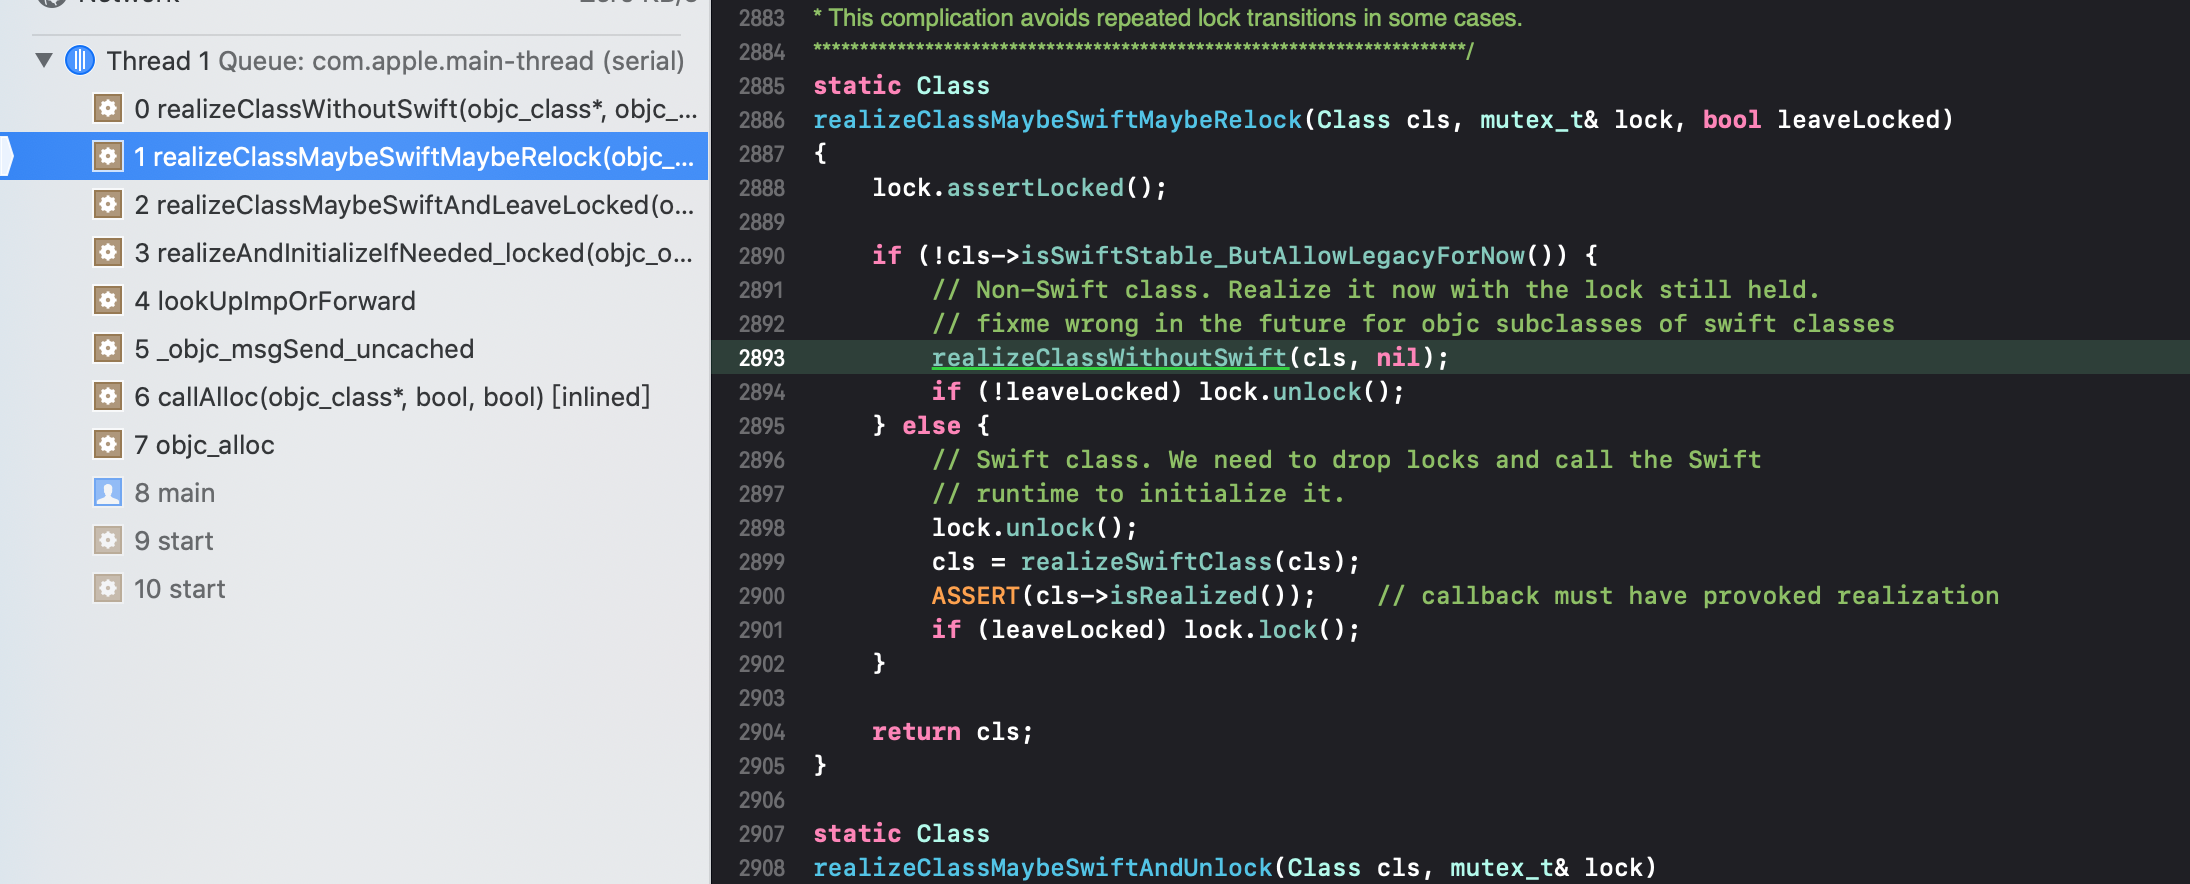 Network
Thread 1 Queue: com.apple.main-thread (serial)
0 realizeClassWithoutSwift(objc_class*, objc_...
1 realizeClassMaybeSwiftMaybeRelock(objc_...
2 realizeClassMaybeSwiftAndLeaveLocked(o...
3 realizeAndInitializeIfNeeded_locked(objc_o...
4 lookUpImpOrForward
5 _objc_msgSend_uncached
6 callAlloc(objc_class*, bool, bool) [inlined]
7 objc_alloc
8 main
9 start
10 start
2883 * This complication avoids repeated lock transitions in some cases.
2884 **********************************************************************/
2885 static Class
2886 realizeClassMaybeSwiftMaybeRelock(Class cls, mutex_t& lock, bool leaveLocked)
2887 {
2888 lock.assertLocked();
2889
2890 if (!cls->isSwiftStable_ButAllowLegacyForNow()) {
2891 // Non-Swift class. Realize it now with the lock still held.
2892 // fixme wrong in the future for objc subclasses of swift classes
2893 realizeClassWithoutSwift(cls, nil);
2894 if (!leaveLocked) lock.unlock();
2895 } else {
2896 // Swift class. We need to drop locks and call the Swift
2897 // runtime to initialize it.
2898 lock.unlock();
2899 cls = realizeSwiftClass(cls);
2900 ASSERT(cls->isRealized()); // callback must have provoked realization
2901 if (leaveLocked) lock.lock();
2902 }
2903
2904 return cls;
2905 }
2906
2907 static Class
2908 realizeClassMaybeSwiftAndUnlock(Class cls, mutex_t& lock)